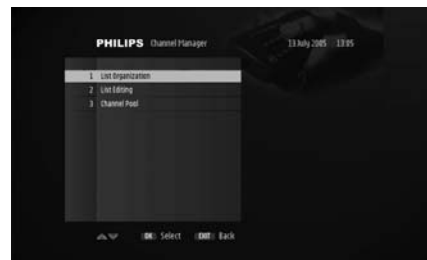 PHILIPS Channel Manager 13 July 2005 13:05
1 List Organization
2 List Editing
3 Channel Pool
OK Select EXIT Back